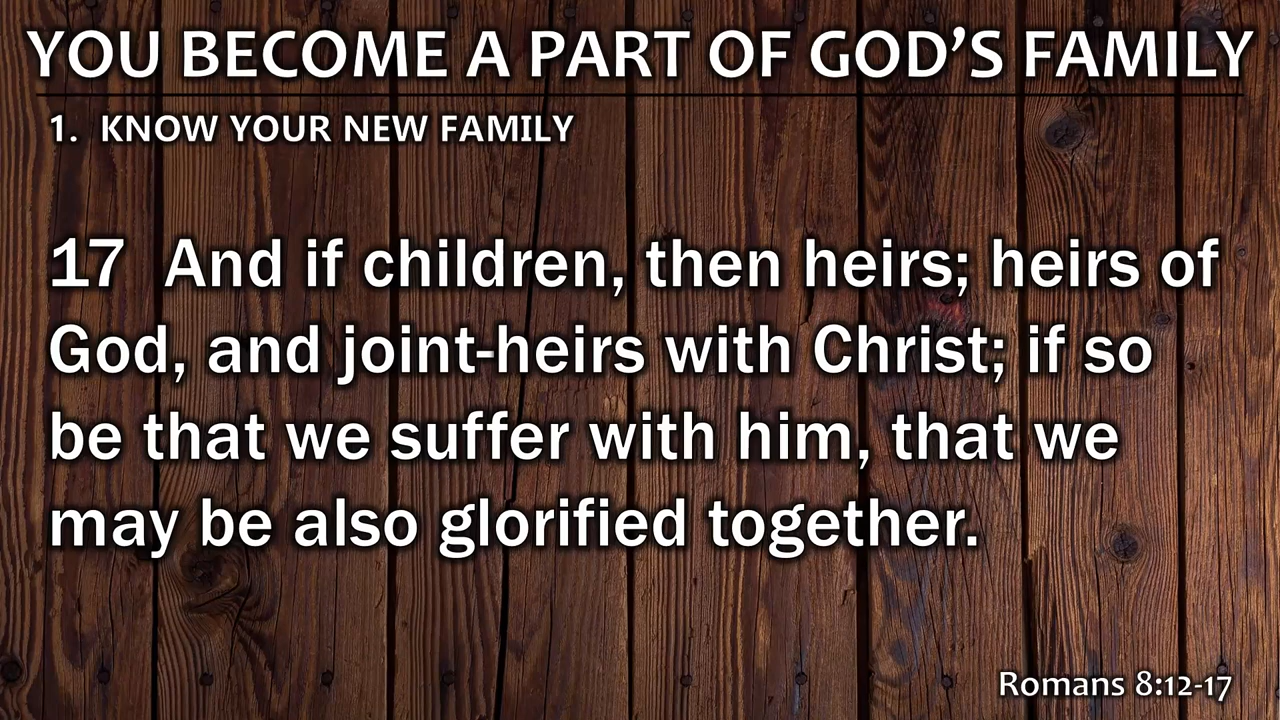 YOU BECOME A PART OF GOD’S FAMILY
1. KNOW YOUR NEW FAMILY
17 And if children, then heirs; heirs of
God, and joint-heirs with Christ; if so
be that we suffer with him, that we
may be also glorified together.
Romans 8:12-17